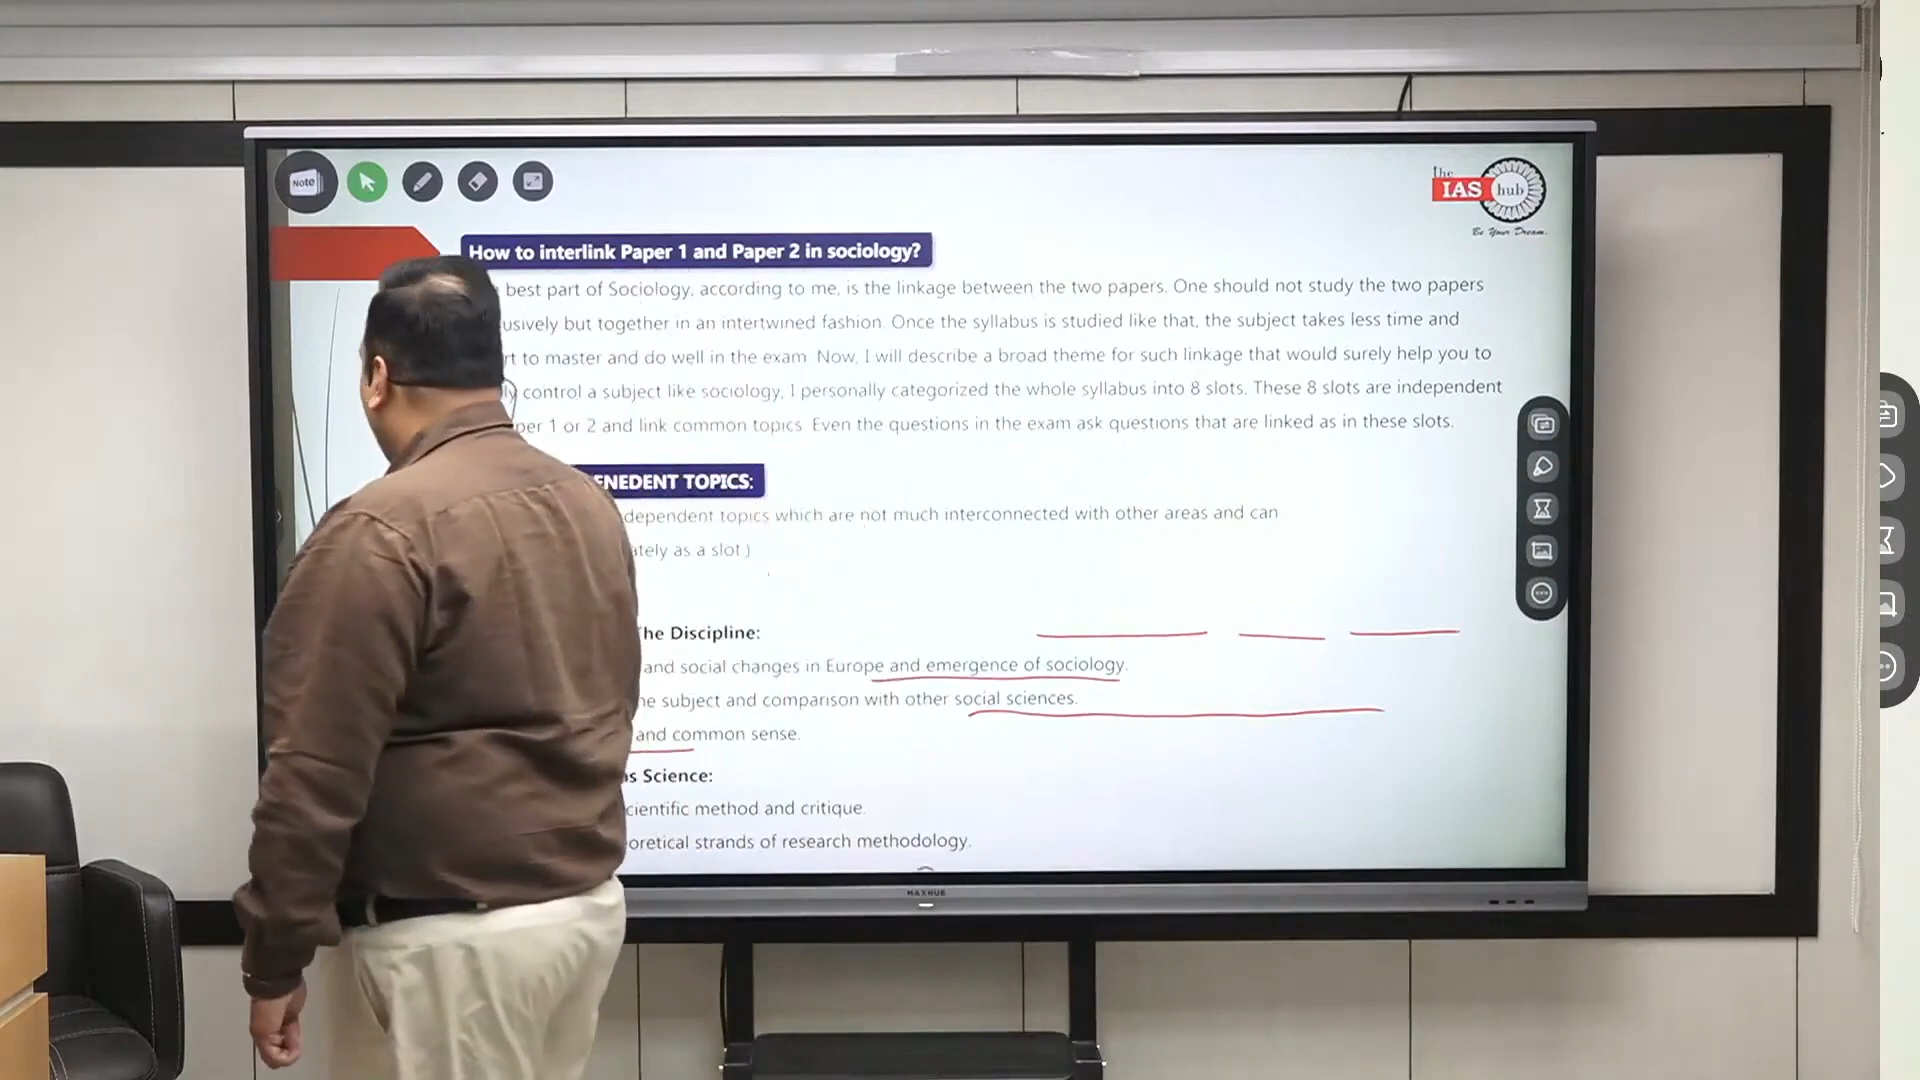 Note
the
IAS hub
Be Your Dream.
How to interlink Paper 1 and Paper 2 in sociology?
best part of Sociology, according to me, is the linkage between the two papers. One should not study the two papers
usively but together in an intertwined fashion. Once the syllabus is studied like that, the subject takes less time and
rt to master and do well in the exam. Now, I will describe a broad theme for such linkage that would surely help you to
ly control a subject like sociology, I personally categorized the whole syllabus into 8 slots. These 8 slots are independent
per 1 or 2 and link common topics. Even the questions in the exam ask questions that are linked as in these slots.
ENEDENT TOPICS:
dependent topics which are not much interconnected with other areas and can
ately as a slot.)
he Discipline:
and social changes in Europe and emergence of sociology.
he subject and comparison with other social sciences.
and common sense.
as Science:
cientific method and critique.
oretical strands of research methodology.
MAXHUB